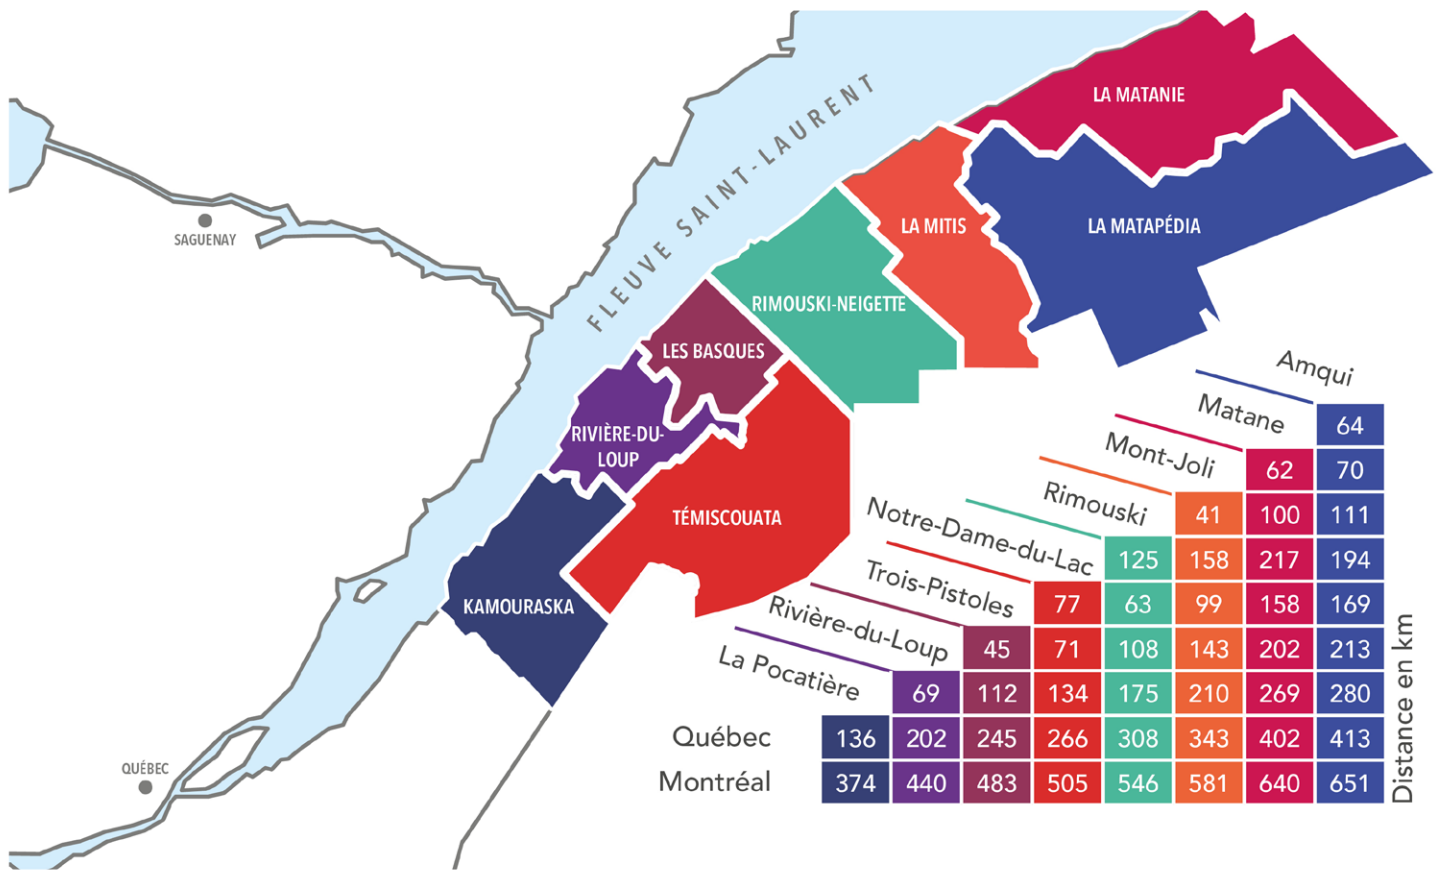 LA MATANIE
FLEUVE SAINT-LAURENT
LA MITIS
LA MATAPÉDIA
SAGUENAY
RIMOUSKI-NEIGETTE
LES BASQUES
RIVIÈRE-DU-
LOUP
TÉMISCOUATA
KAMOURASKA
QUÉBEC
Amqui
Matane 64
Mont-Joli 62 70
Rimouski 41 100 111
Notre-Dame-du-Lac 125 158 217 194
Trois-Pistoles 77 63 99 158 169
Rivière-du-Loup 45 71 108 143 202 213
La Pocatière 69 112 134 175 210 269 280
Québec 136 202 245 266 308 343 402 413
Montréal 374 440 483 505 546 581 640 651
Distance en km